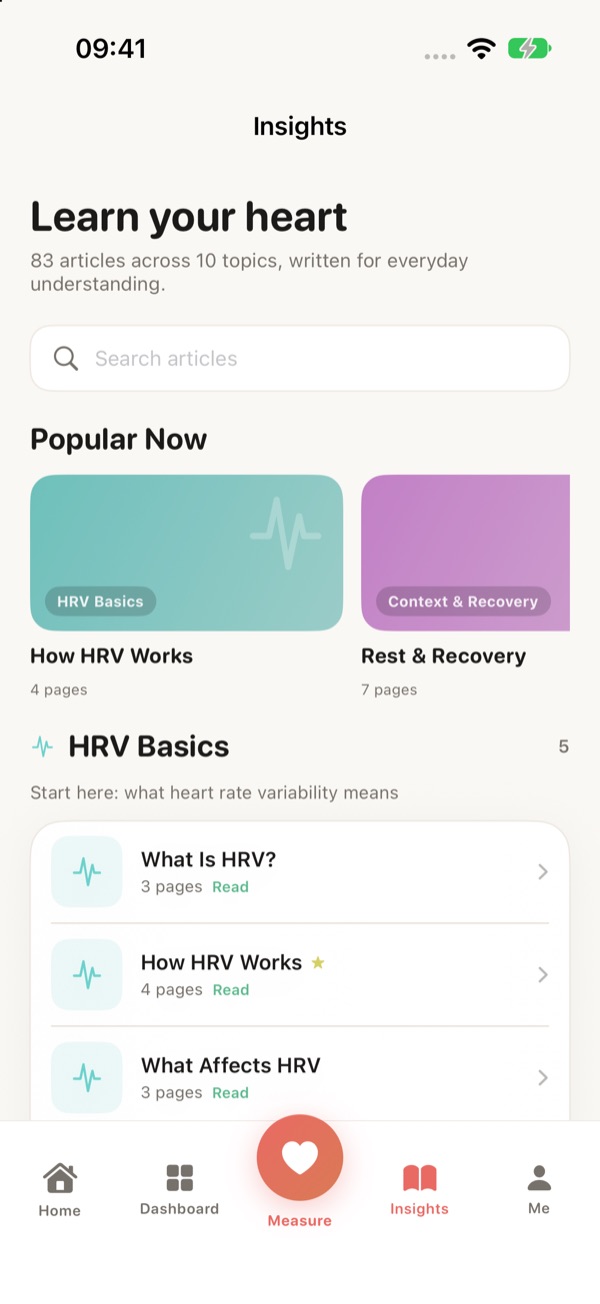 09:41
Insights
Learn your heart
83 articles across 10 topics, written for everyday
understanding.
Search articles
Popular Now
HRV Basics
Context & Recovery
How HRV Works
Rest & Recovery
4 pages
7 pages
HRV Basics
5
Start here: what heart rate variability means
What Is HRV?
3 pages Read
How HRV Works
4 pages Read
What Affects HRV
3 pages Read
Home
Dashboard
Measure
Insights
Me